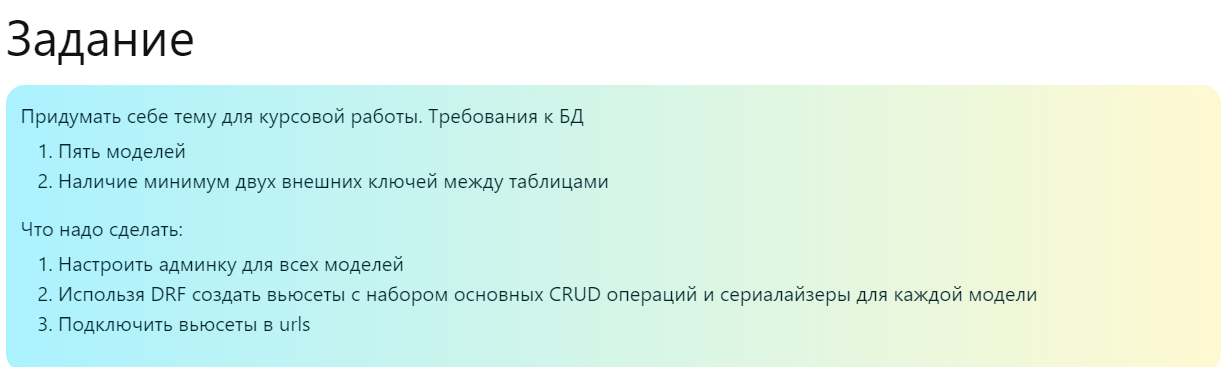 Задание
Придумать себе тему для курсовой работы. Требования к БД
1. Пять моделей
2. Наличие минимум двух внешних ключей между таблицами
Что надо сделать:
1. Настроить админку для всех моделей
2. Использя DRF создать вьюсеты с набором основных CRUD операций и сериалайзеры для каждой модели
3. Подключить вьюсеты в urls